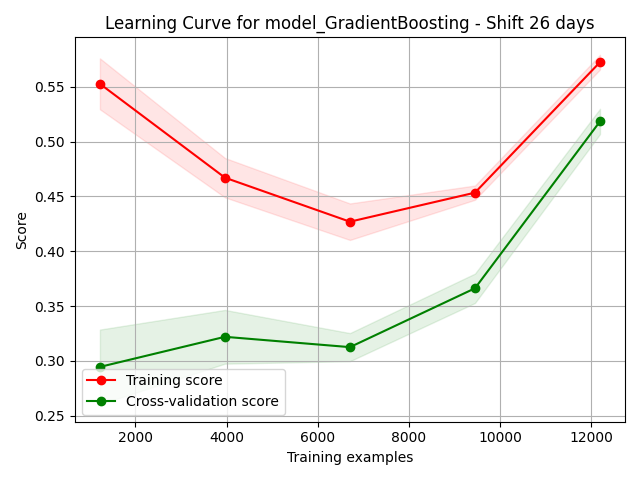 Learning Curve for model_GradientBoosting - Shift 26 days
Score
0.55
0.50
0.45
0.40
0.35
0.30
0.25
Training score
Cross-validation score
2000 4000 6000 8000 10000 12000
Training examples